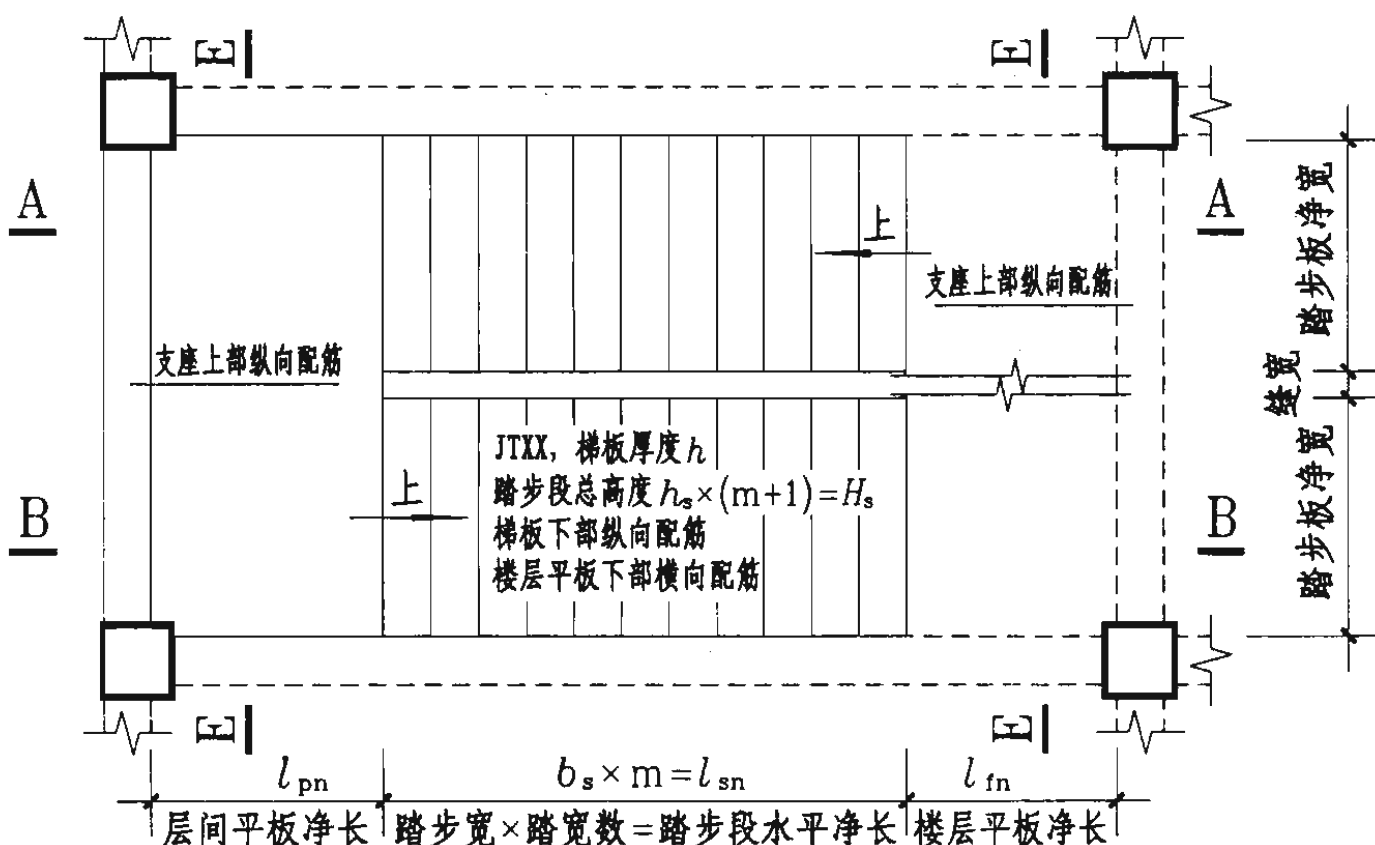 E
E
A
A
上
支座上部纵向配筋
支座上部纵向配筋
踏步板净宽
缝宽
踏步板净宽
JTXX, 梯板厚度h
踏步段总高度hₛ×(m+1)=Hₛ
梯板下部纵向配筋
楼层平板下部横向配筋
上
B
B
E
E
lpn
bₛ×m=lsn
lfn
层间平板净长
踏步宽×踏宽数=踏步段水平净长
楼层平板净长